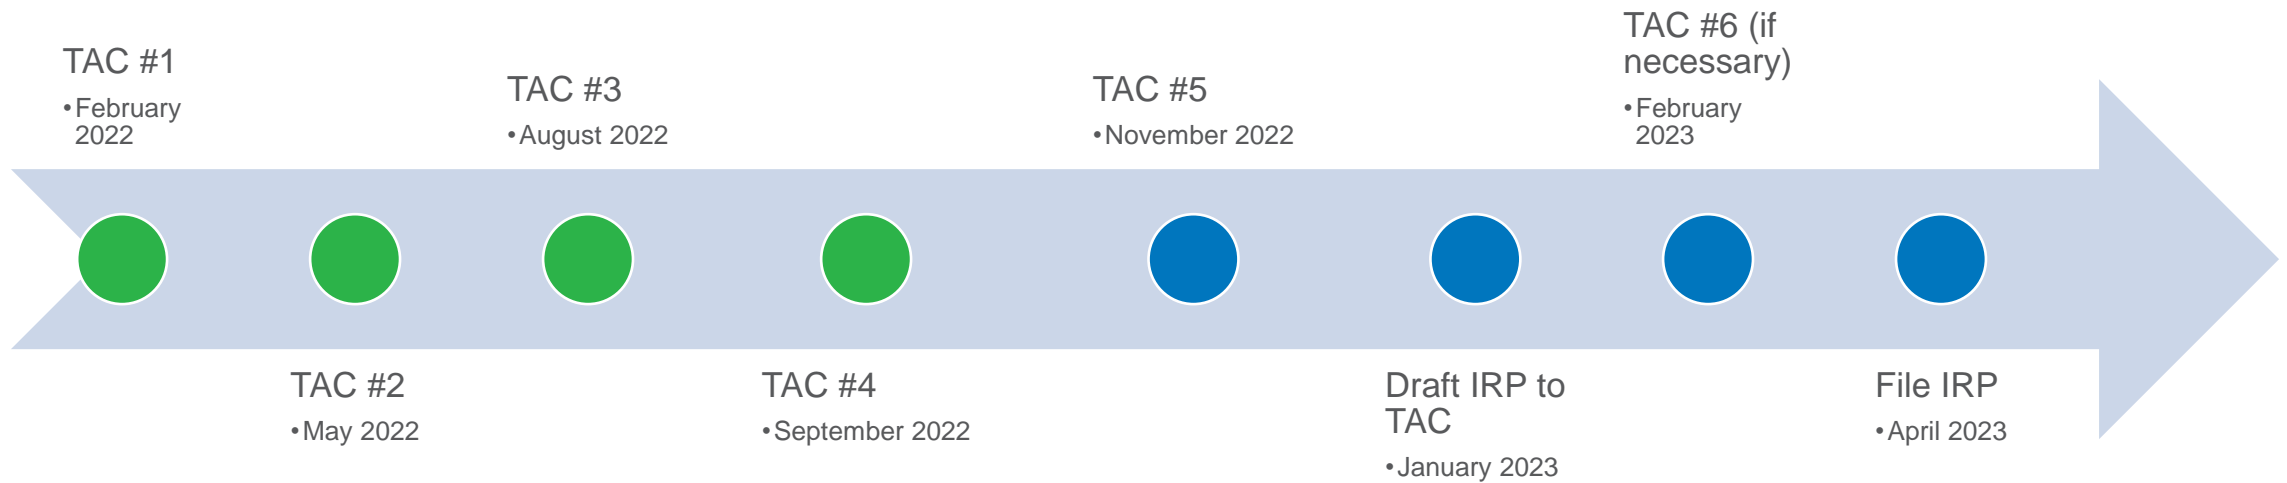 TAC #1
•February
2022
TAC #2
•May 2022
TAC #3
•August 2022
TAC #4
•September 2022
TAC #5
•November 2022
Draft IRP to
TAC
•January 2023
TAC #6 (if
necessary)
•February
2023
File IRP
•April 2023